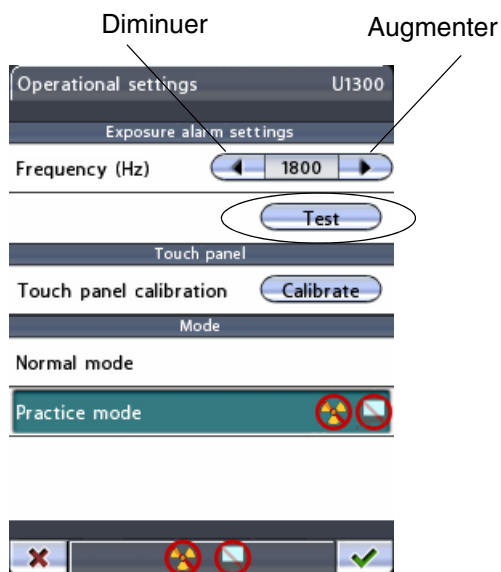 Diminuer Augmenter
Operational settings U1300
Exposure alarm settings
Frequency (Hz) 1800
Test
Touch panel
Touch panel calibration Calibrate
Mode
Normal mode
Practice mode